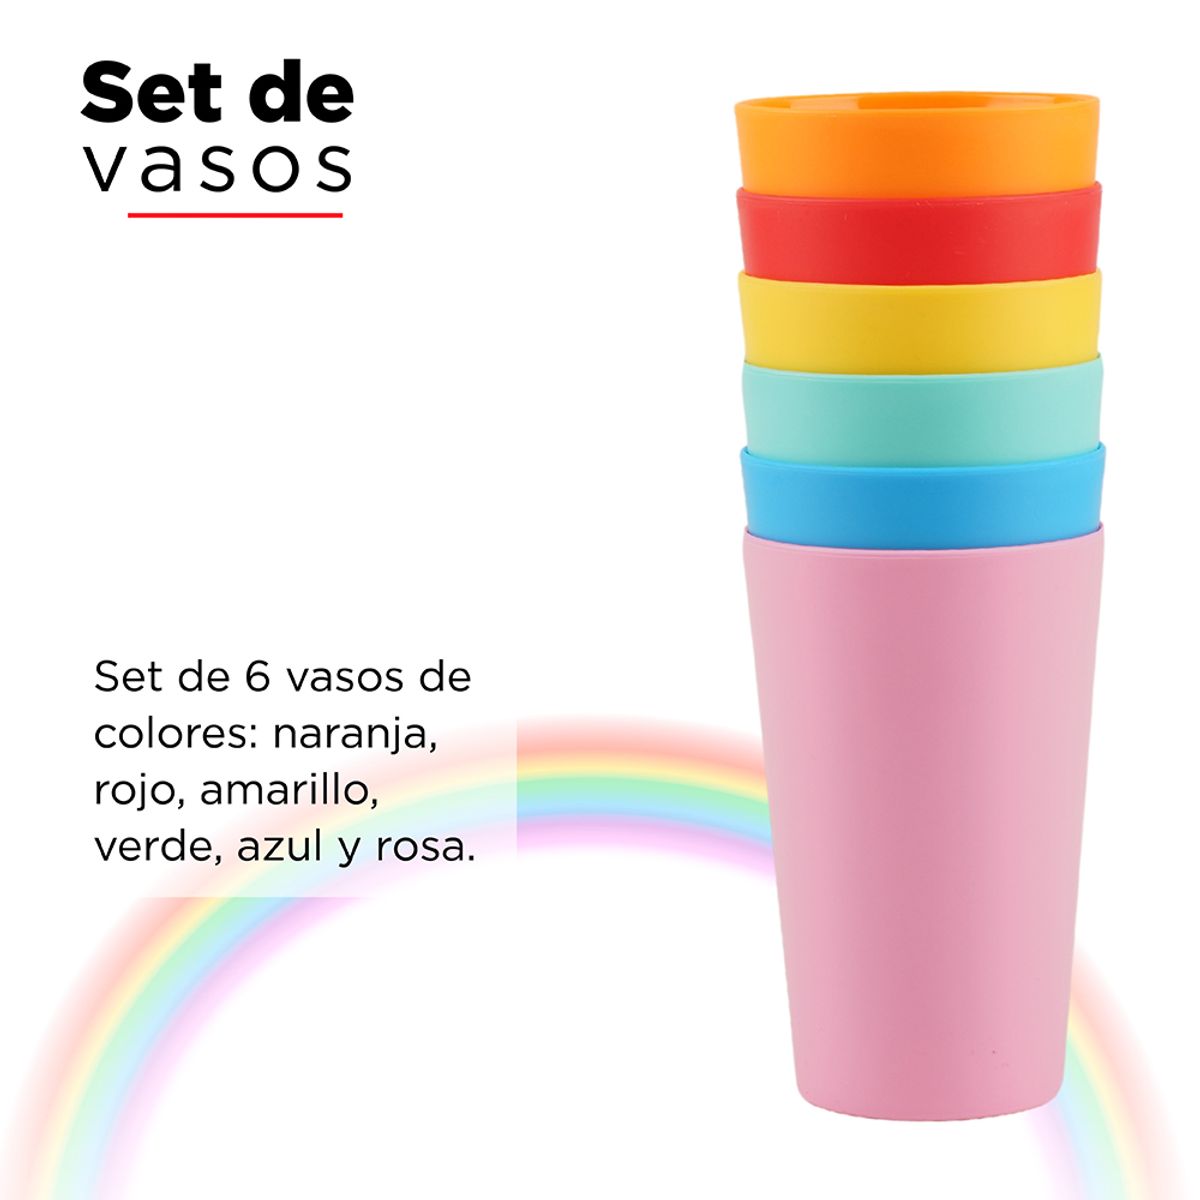 Set de
vasos
Set de 6 vasos de
colores: naranja,
rojo, amarillo,
verde, azul y rosa.